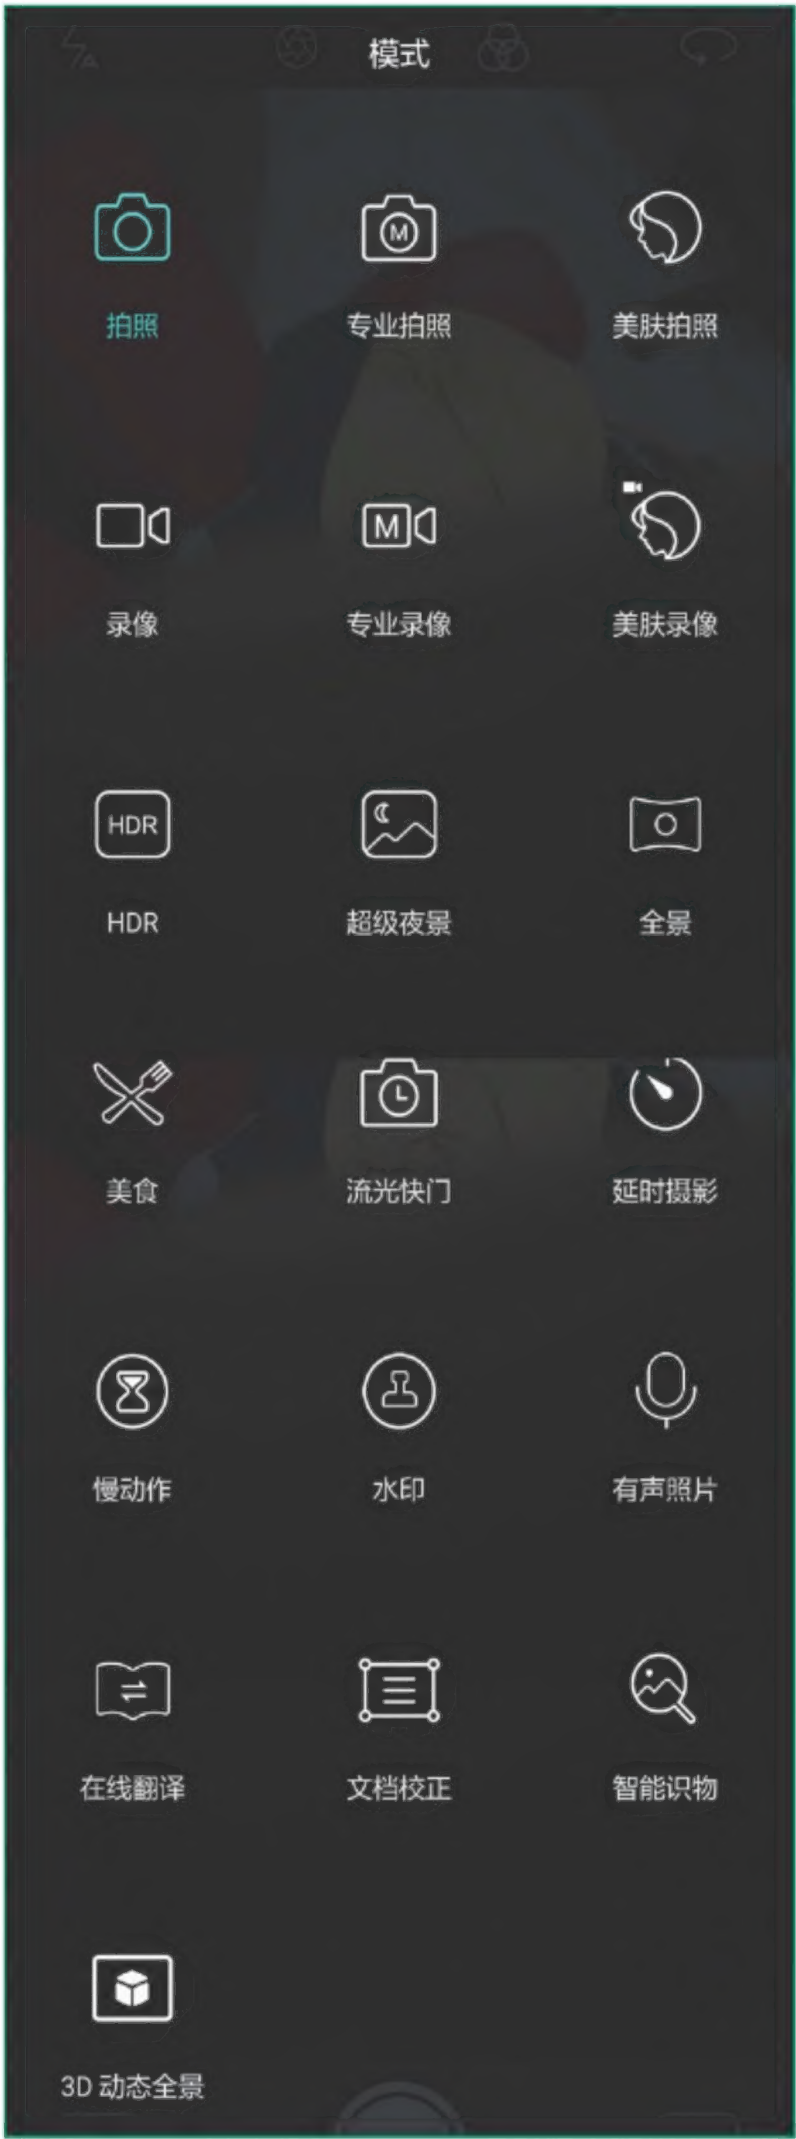 模式
拍照 专业拍照 美肤拍照
M
录像 专业录像 美肤录像
M
HDR
HDR 超级夜景 全景
美食 流光快门 延时摄影
慢动作 水印 有声照片
在线翻译 文档校正 智能识物
3D 动态全景